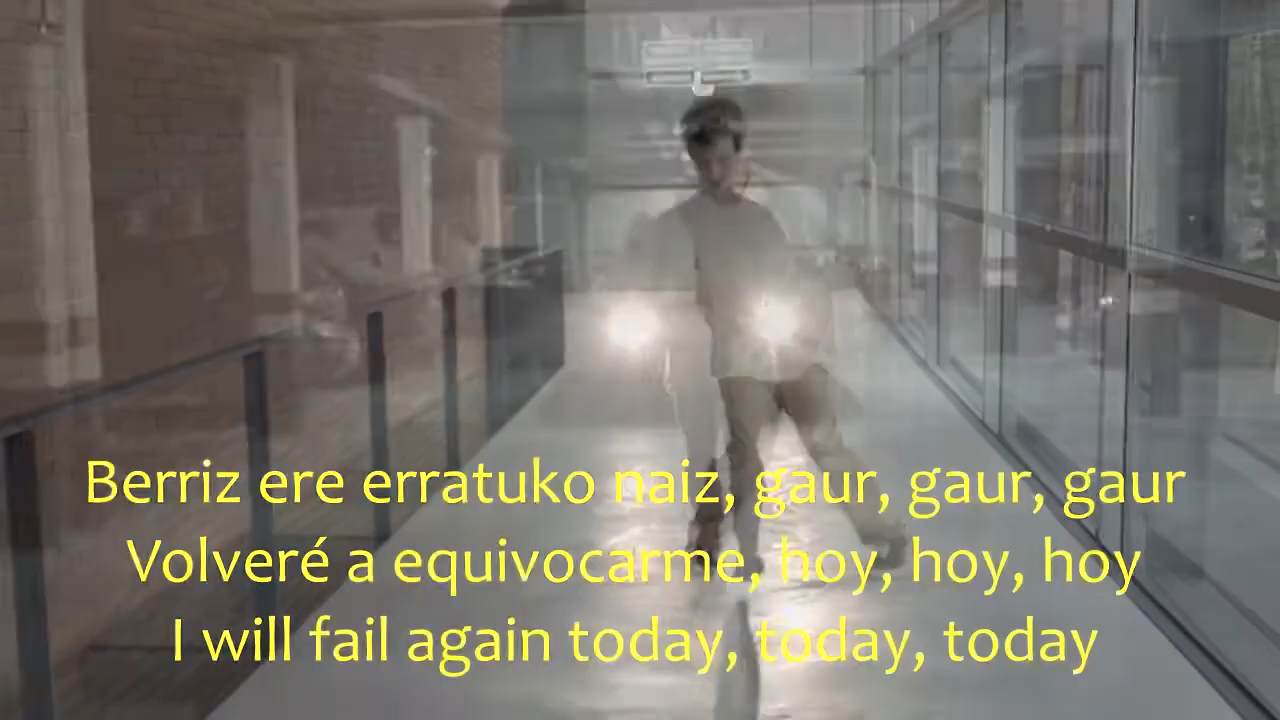 Berriz ere erratuko naiz, gaur, gaur, gaur
Volveré a equivocarme, hoy, hoy, hoy
I will fail again today, today, today